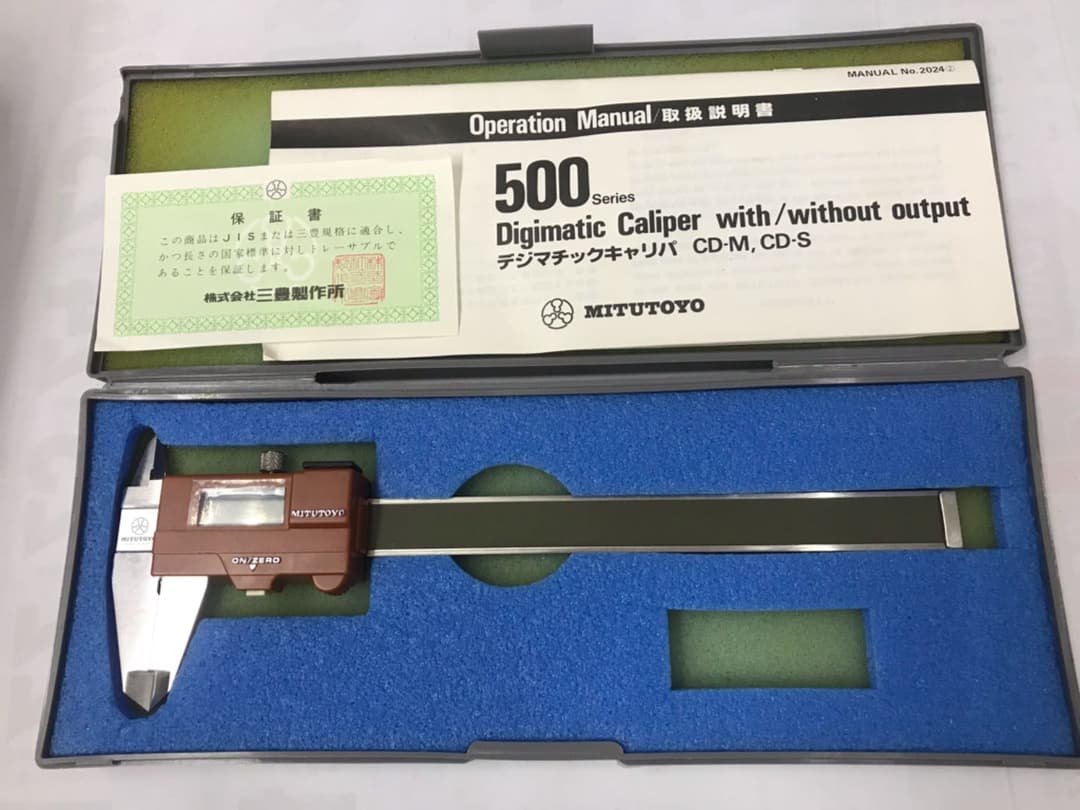 MANUAL No.2024②
Operation Manual/取扱説明書
500 Series
Digimatic Caliper with/without output
デジマチックキャリパ CD-M, CD-S
MITUTOYO
保証書
この商品はJISまたは三豊規格に適合し、
かつ長さの国家標準に対しトレーサブルで
あることを保証します。
株式会社三豊製作所
MITUTOYO
MITUTOYO
ON/ZERO